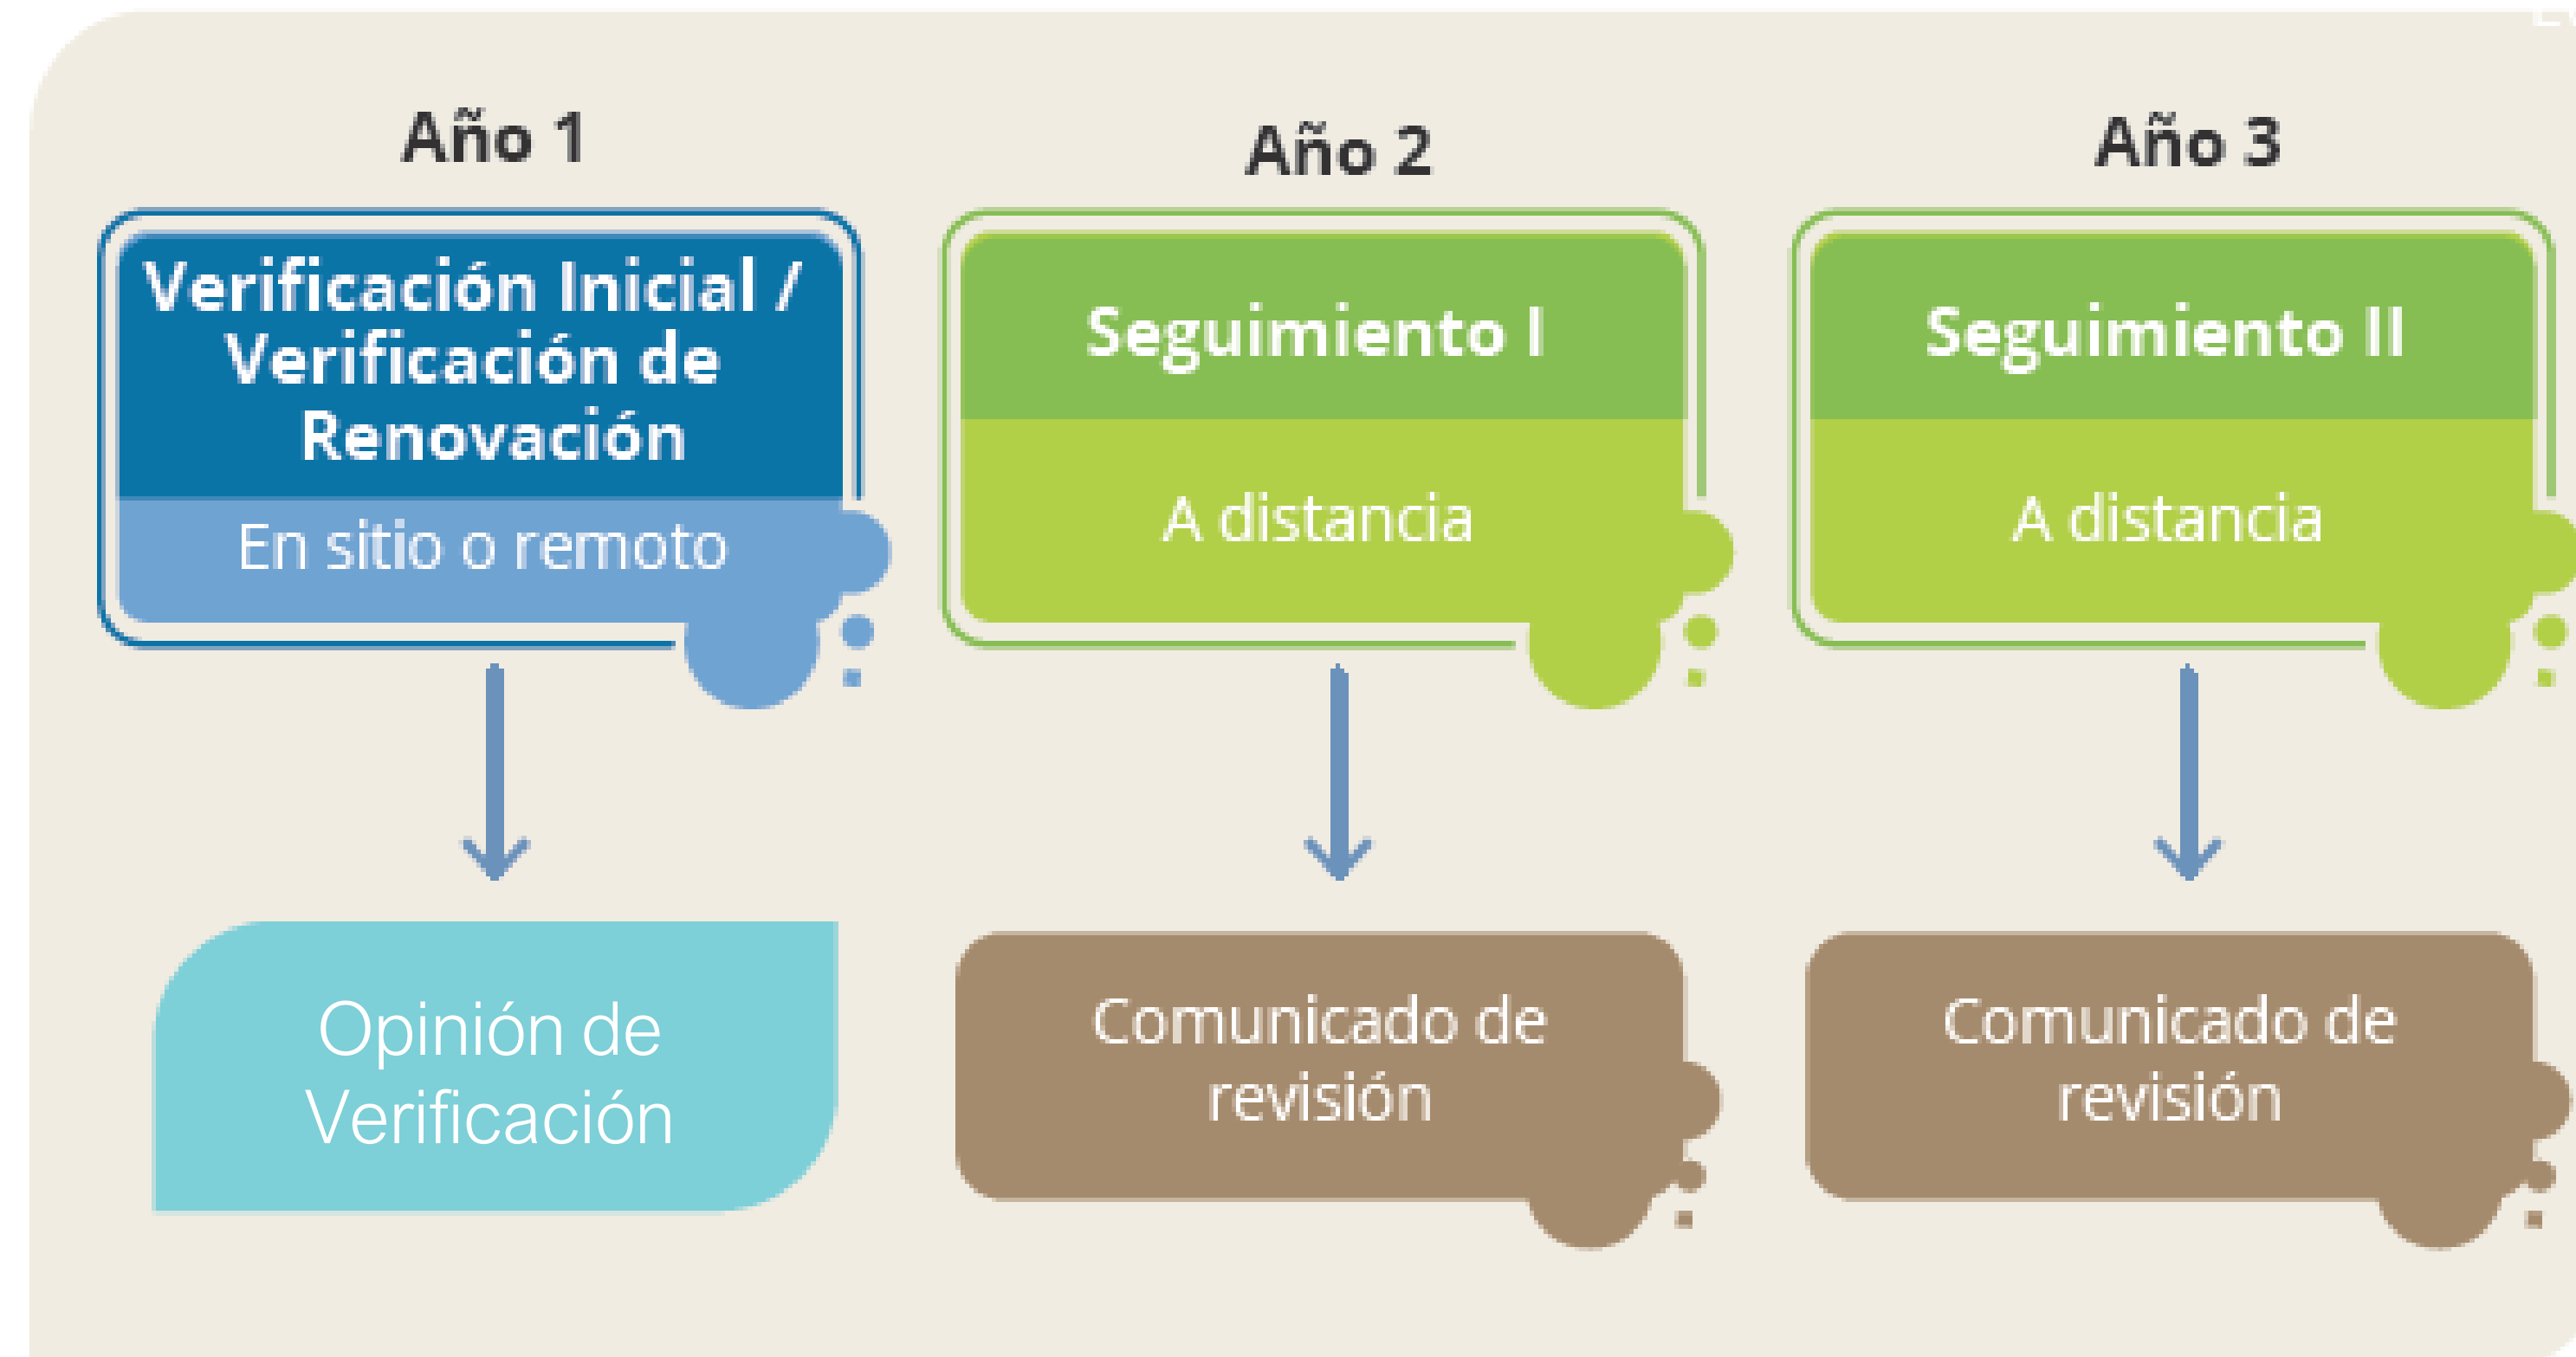 Año 1
Verificación Inicial /
Verificación de
Renovación
En sitio o remoto
Opinión de
Verificación
Año 2
Seguimiento I
A distancia
Comunicado de
revisión
Año 3
Seguimiento II
A distancia
Comunicado de
revisión